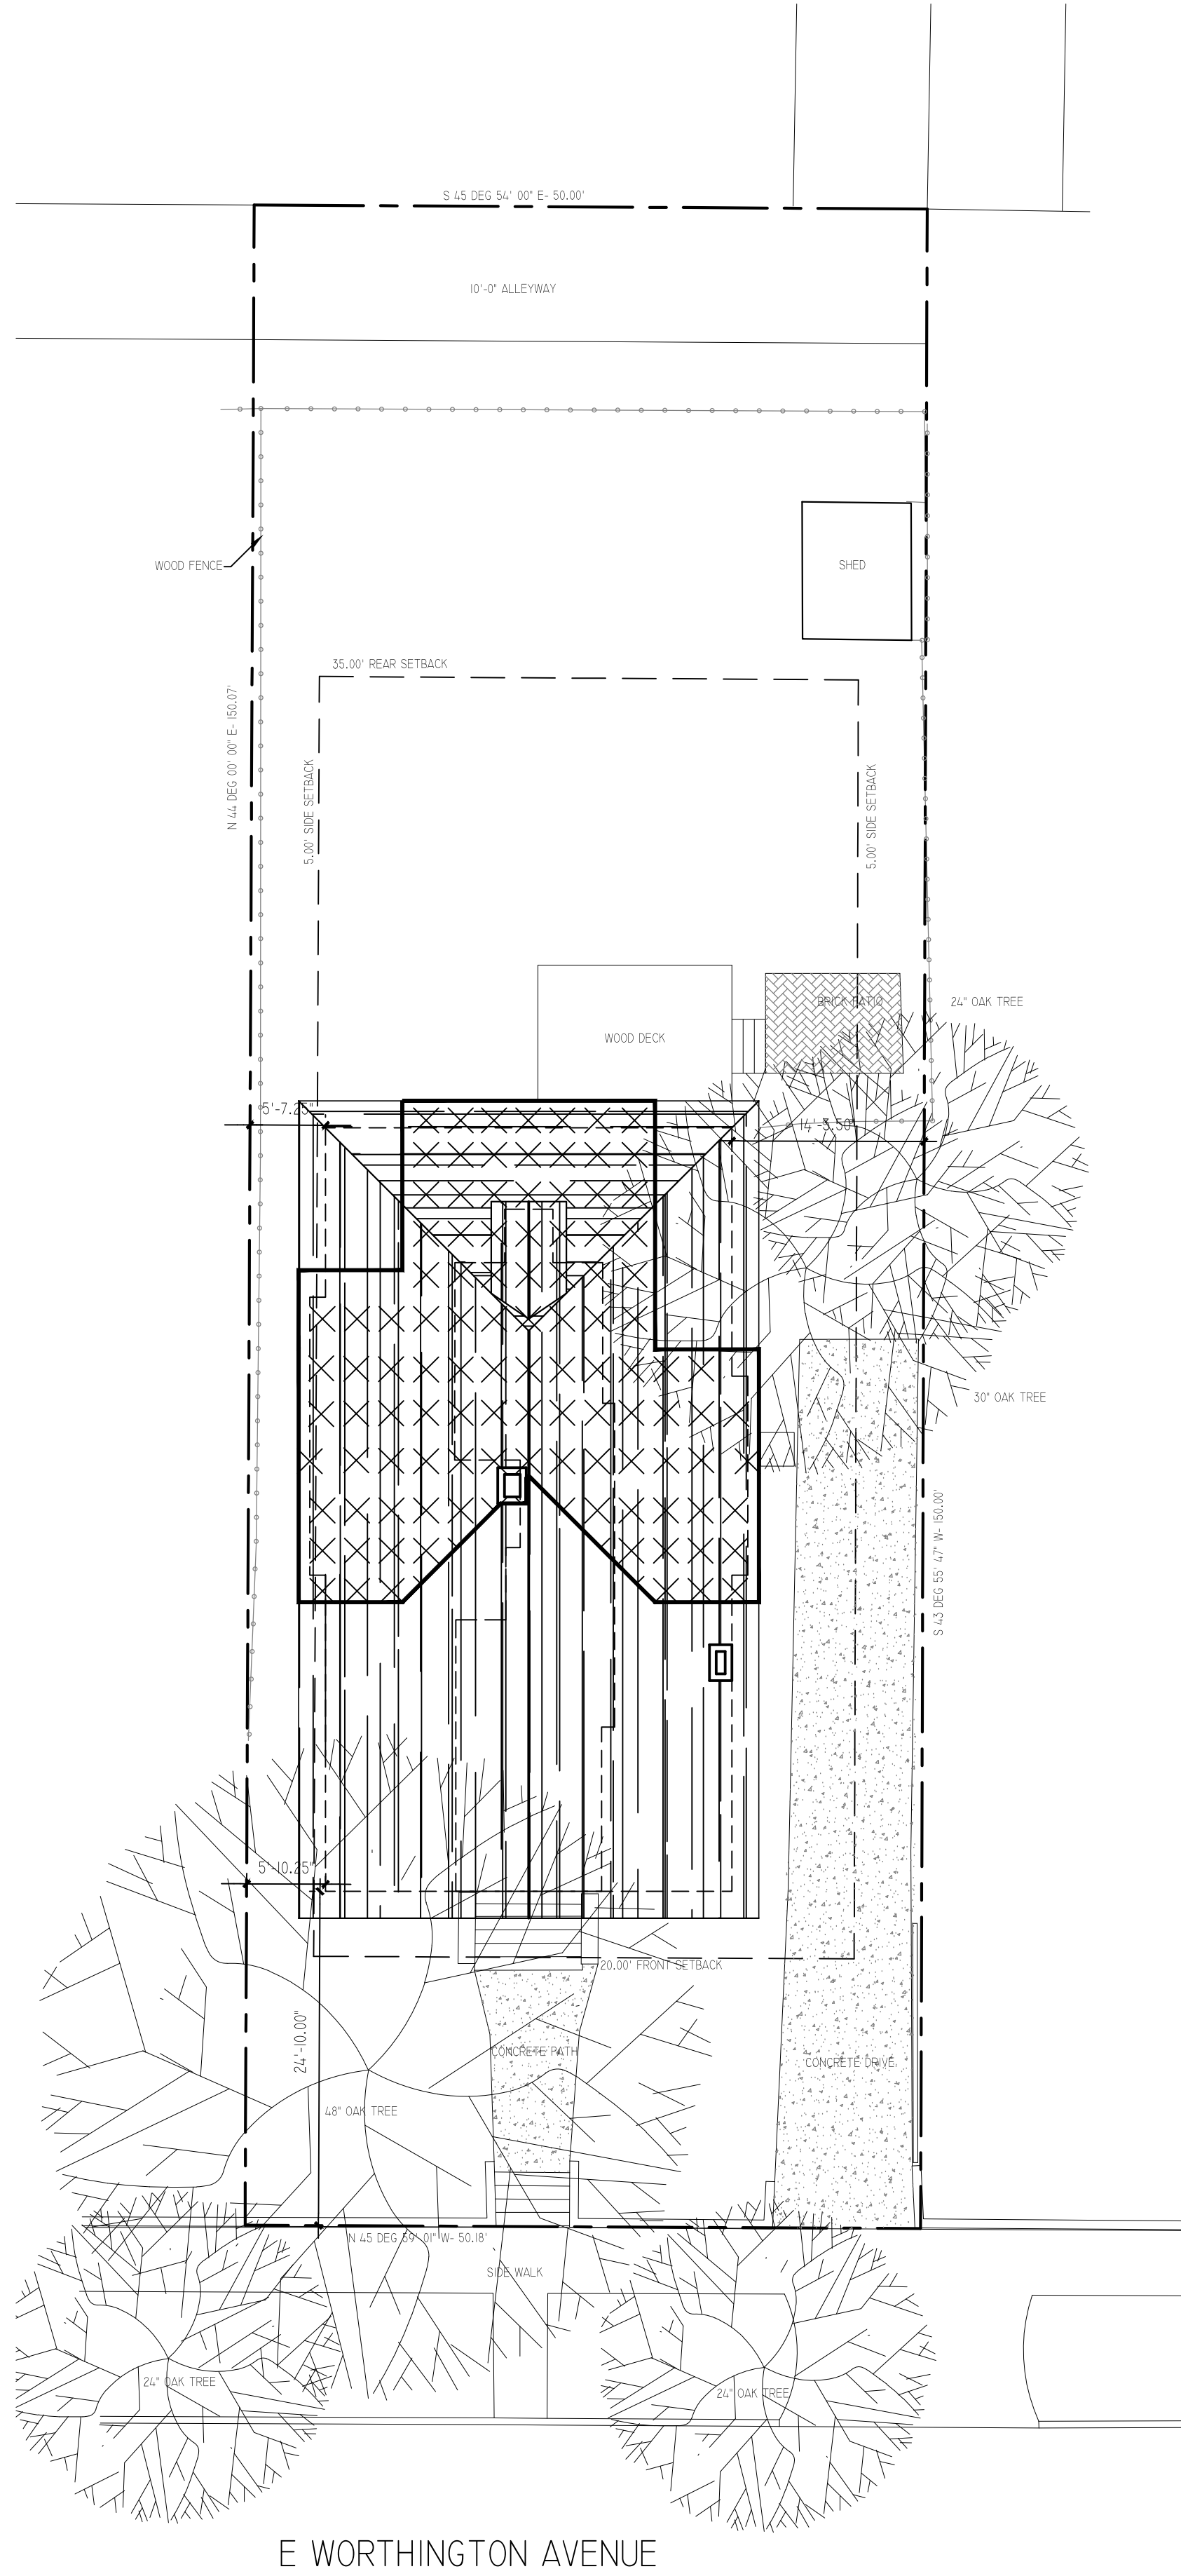 S 45 DEG 54' 00" E- 50.00'
10'-0" ALLEYWAY
WOOD FENCE
SHED
35.00' REAR SETBACK
N 44 DEG 00' 00" E- 150.07'
5.00' SIDE SETBACK
5.00' SIDE SETBACK
BRICK PATIO
24" OAK TREE
WOOD DECK
5'-7.25"
14'-3.50"
30" OAK TREE
S 43 DEG 55' 47" W- 150.00'
5'-10.25"
20.00' FRONT SETBACK
24'-10.00"
CONCRETE PATH
CONCRETE DRIVE
48" OAK TREE
N 45 DEG 59' 01" W- 50.18'
SIDE WALK
24" OAK TREE
24" OAK TREE
E WORTHINGTON AVENUE